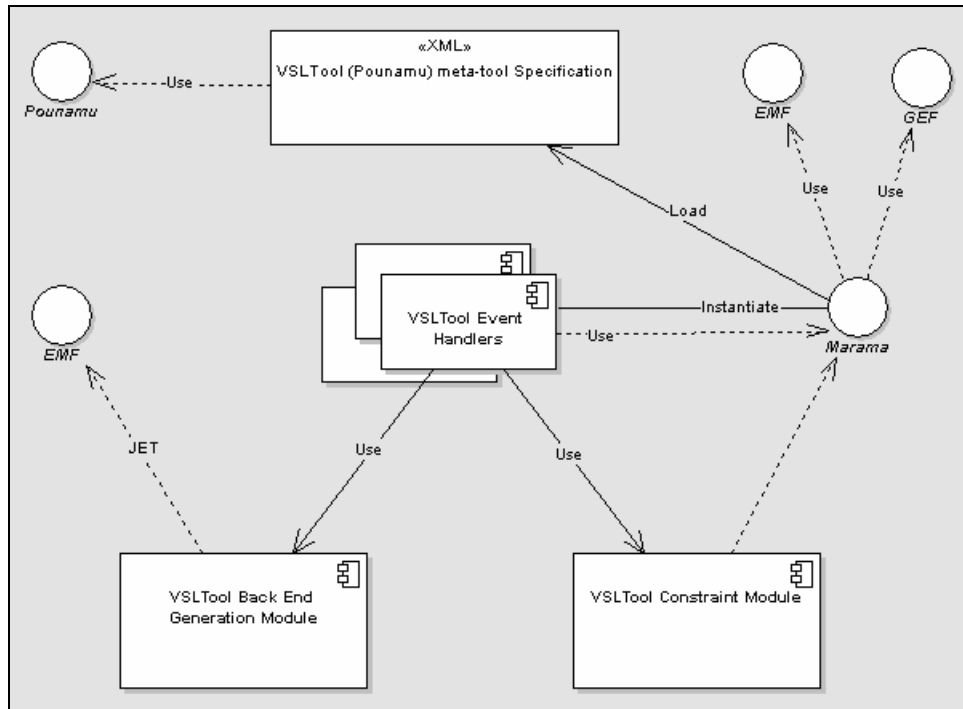 «XML»
VSLTool (Pounamu) meta-tool Specification
Use
Pounamu
EMF
GEF
Use
Use
Load
VSLTool Event
Handlers
Instantiate
Use
Marama
EMF
JET
Use
Use
VSLTool Back End
Generation Module
VSLTool Constraint Module